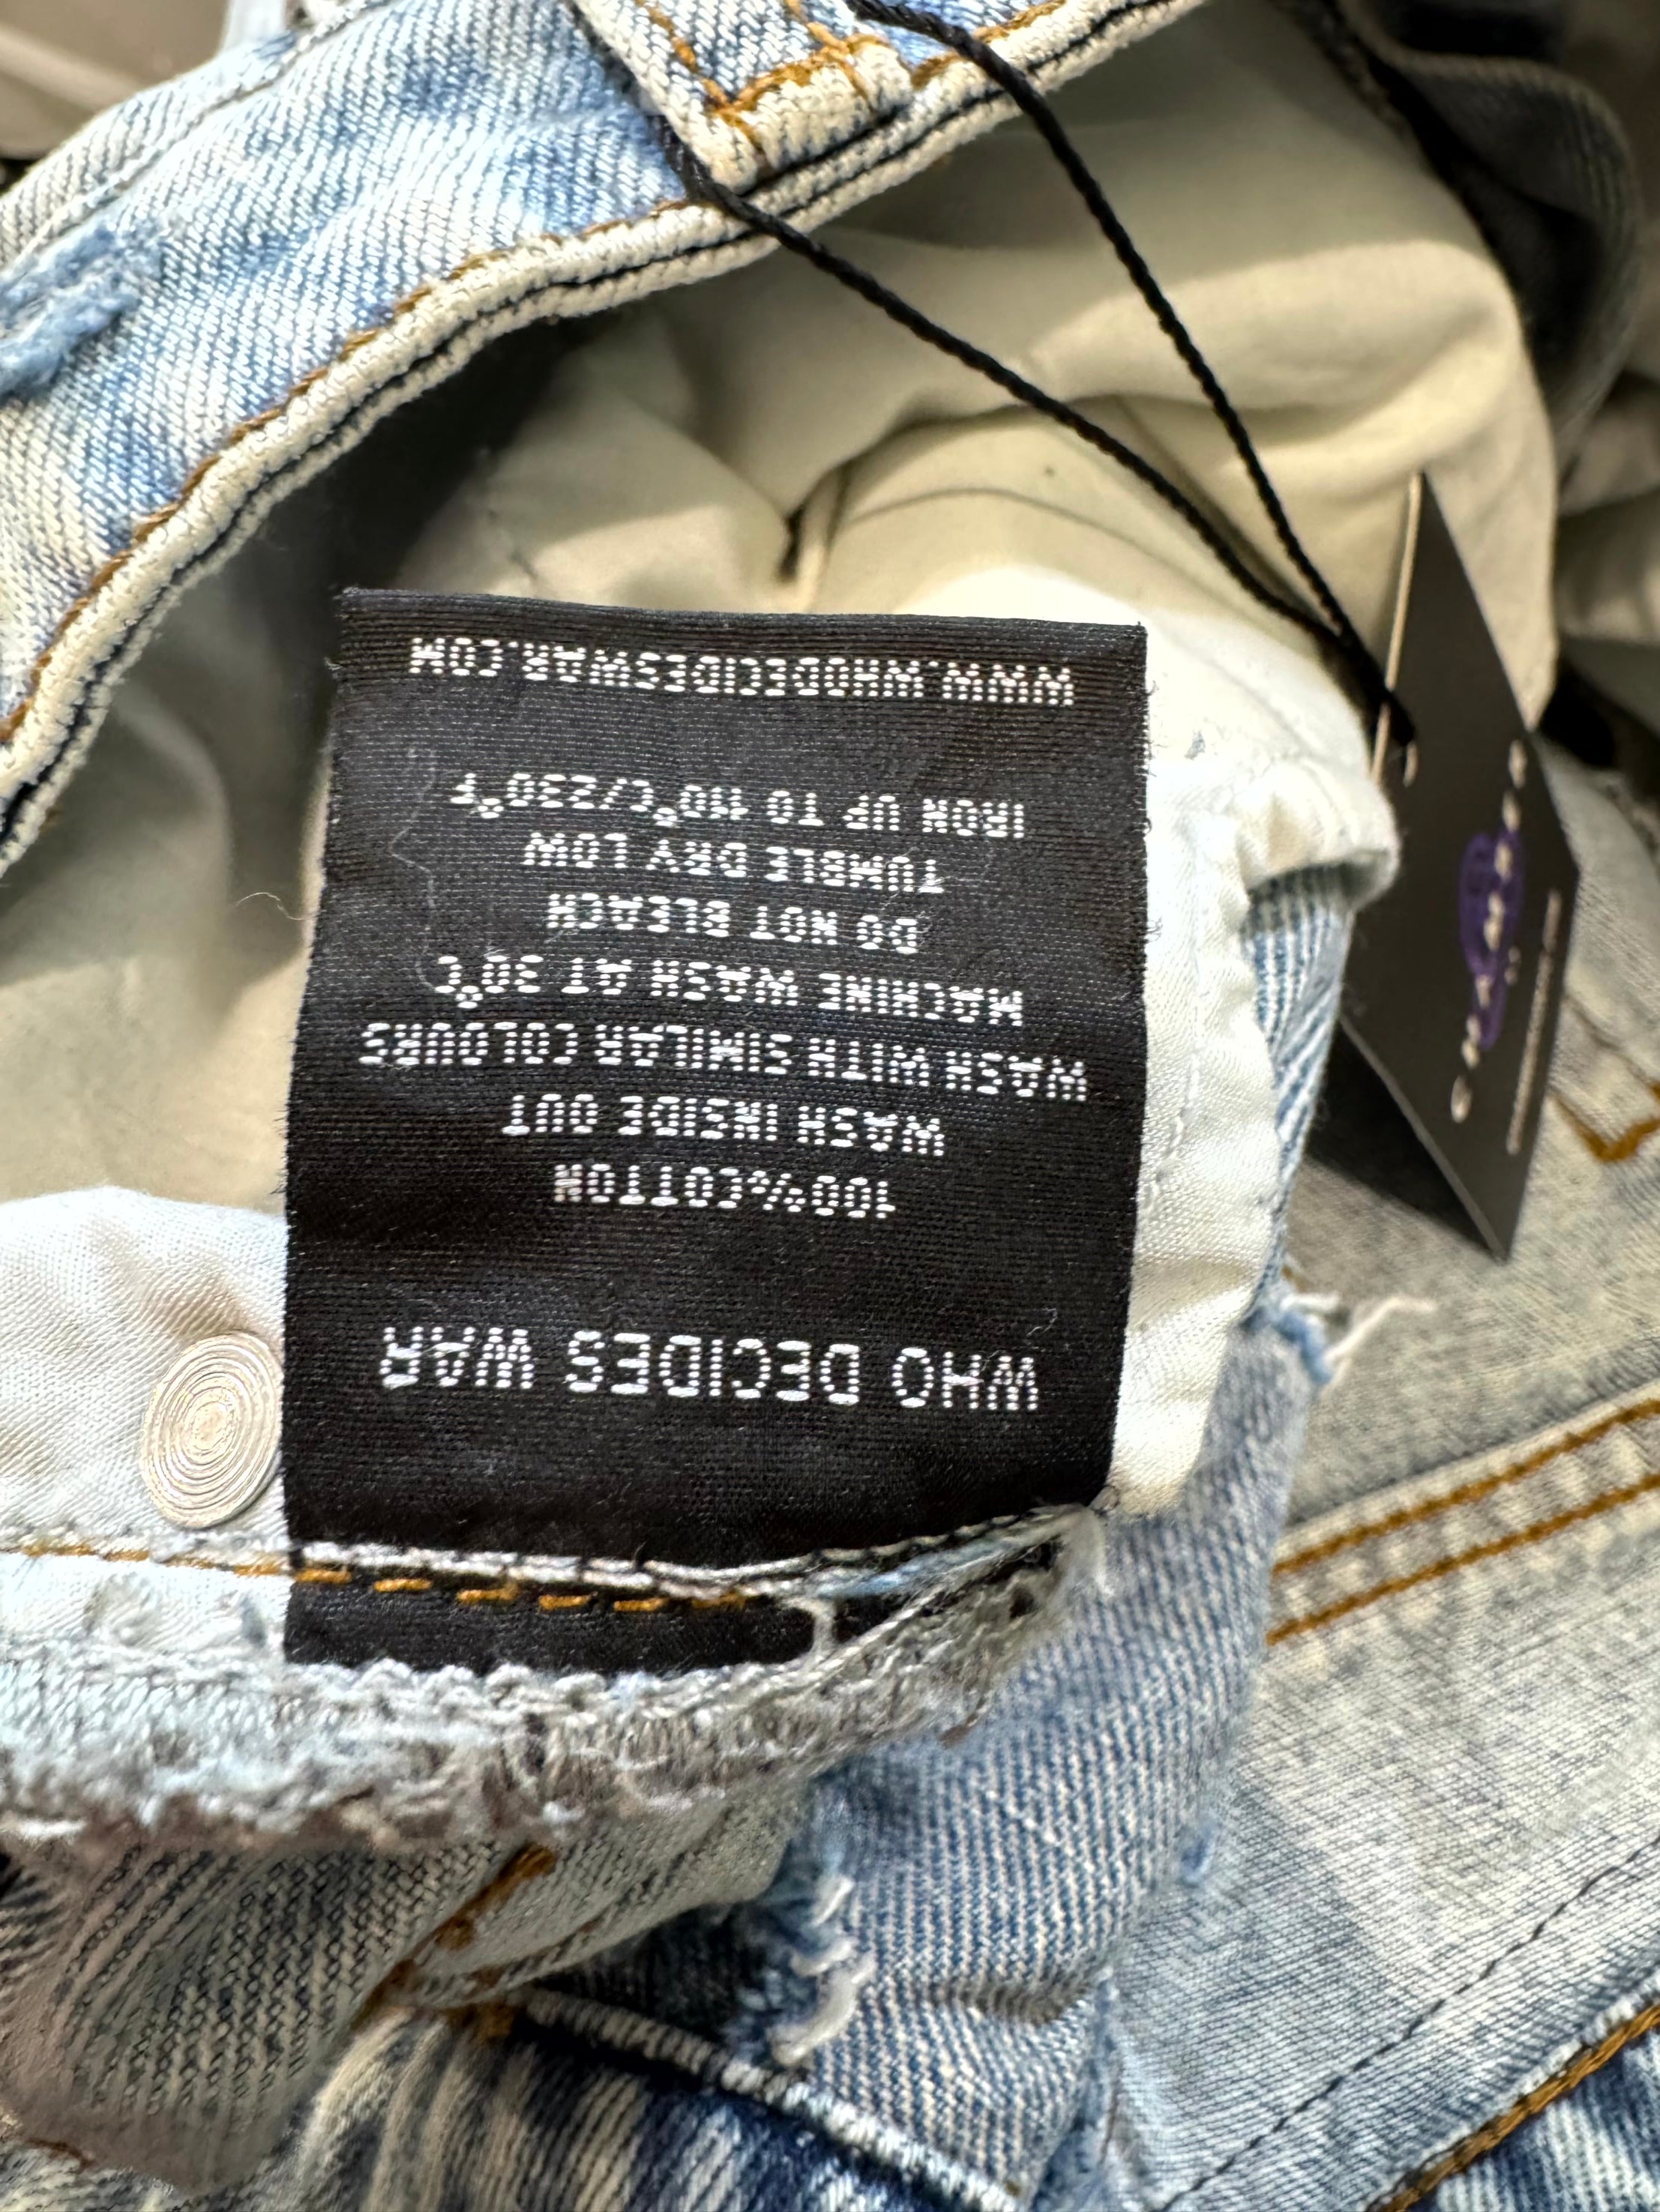 WHO DECIDES WAR
100%COTTON
WASH INSIDE OUT
WASH WITH SIMILAR COLOURS
MACHINE WASH AT 30°C
DO NOT BLEACH
TUMBLE DRY LOW
IRON UP TO 110°C/230°F
WWW.WHODECIDESWAR.COM